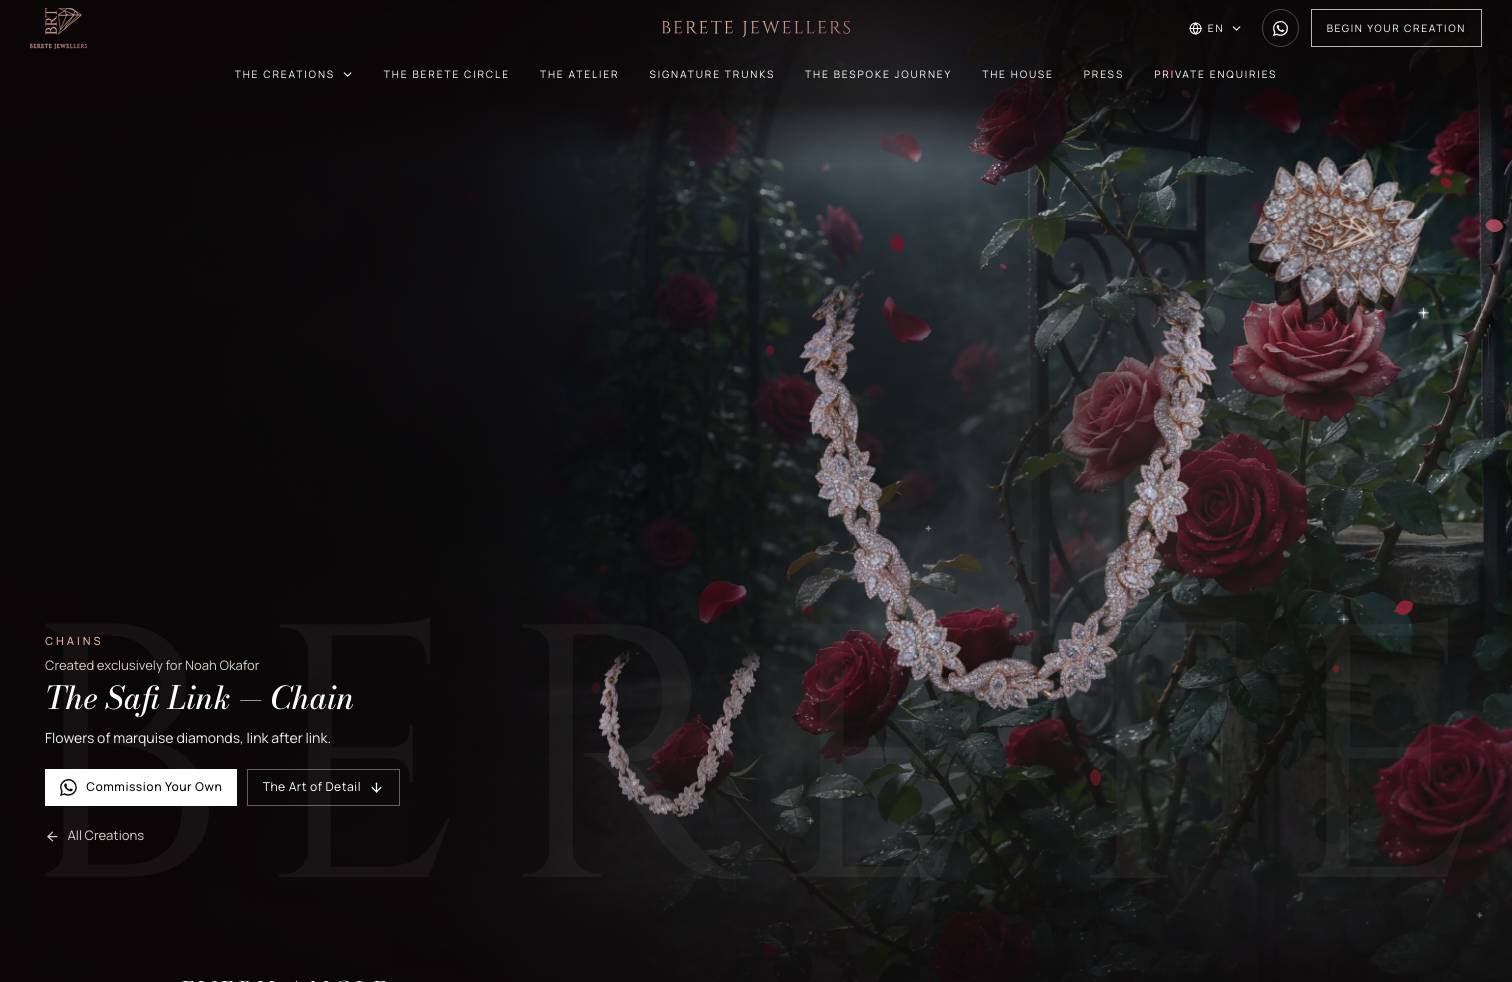 BRT
BERETE JEWELLERS
BERETE JEWELLERS
EN
BEGIN YOUR CREATION
THE CREATIONS
THE BERETE CIRCLE
THE ATELIER
SIGNATURE TRUNKS
THE BESPOKE JOURNEY
THE HOUSE
PRESS
PRIVATE ENQUIRIES
BRT
BERETE
CHAINS
Created exclusively for Noah Okafor
The Safi Link — Chain
Flowers of marquise diamonds, link after link.
Commission Your Own
The Art of Detail
All Creations